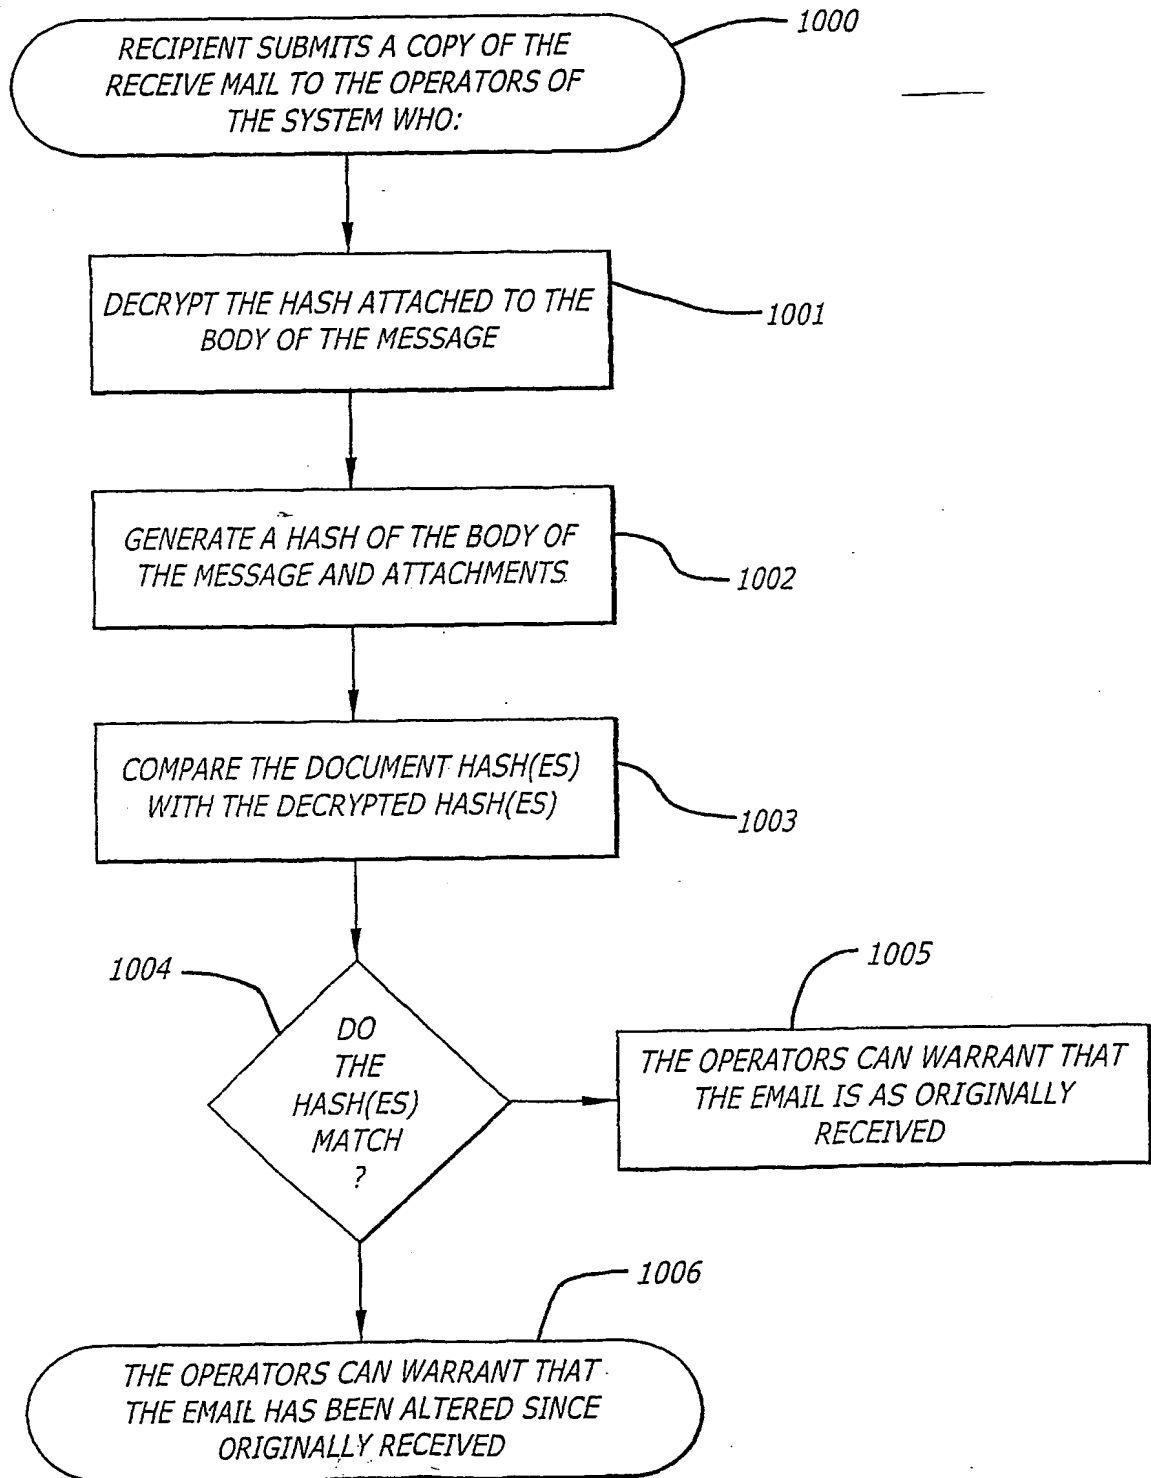 RECIPIENT SUBMITS A COPY OF THE
RECEIVE MAIL TO THE OPERATORS OF
THE SYSTEM WHO:
1000
DECRYPT THE HASH ATTACHED TO THE
BODY OF THE MESSAGE
1001
GENERATE A HASH OF THE BODY OF
THE MESSAGE AND ATTACHMENTS
1002
COMPARE THE DOCUMENT HASH(ES)
WITH THE DECRYPTED HASH(ES)
1003
1004
DO
THE
HASH(ES)
MATCH
?
1005
THE OPERATORS CAN WARRANT THAT
THE EMAIL IS AS ORIGINALLY
RECEIVED
1006
THE OPERATORS CAN WARRANT THAT
THE EMAIL HAS BEEN ALTERED SINCE
ORIGINALLY RECEIVED